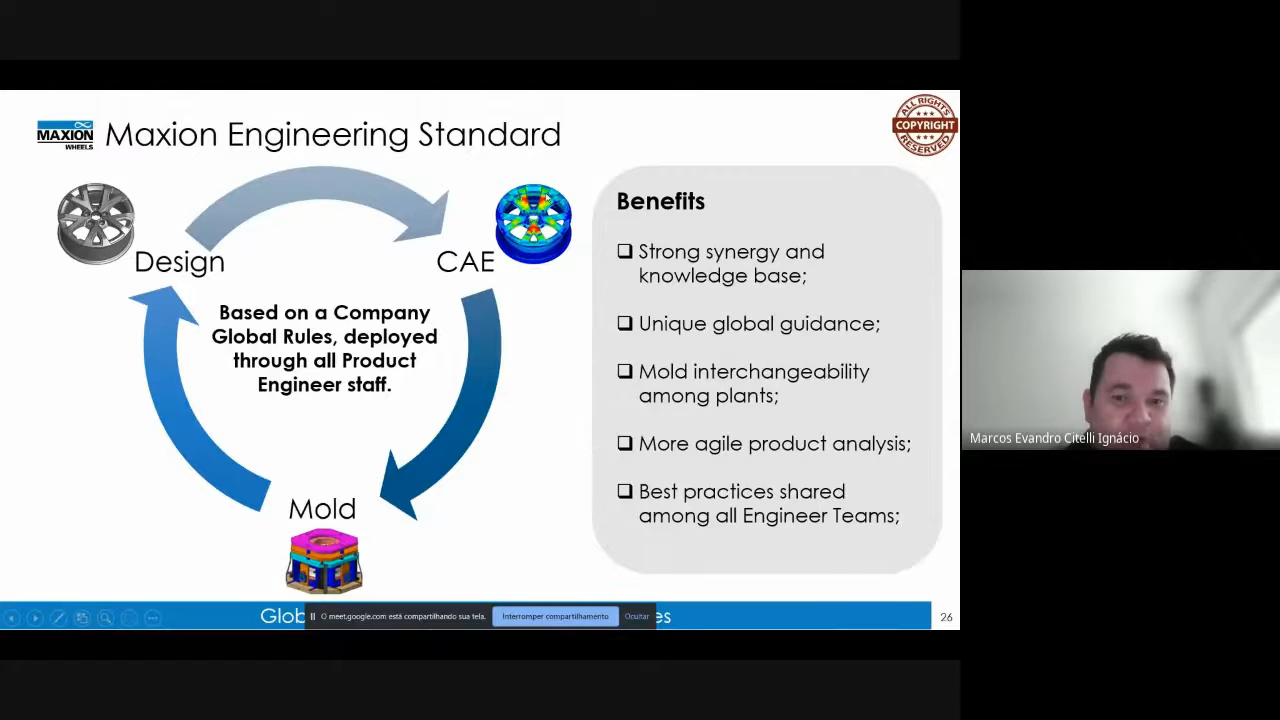 MAXION
WHEELS
Maxion Engineering Standard
ALL RIGHTS
COPYRIGHT
RESERVED
Design
CAE
Based on a Company
Global Rules, deployed
through all Product
Engineer staff.
Mold
Benefits
❑ Strong synergy and
knowledge base;
❑ Unique global guidance;
❑ Mold interchangeability
among plants;
❑ More agile product analysis;
❑ Best practices shared
among all Engineer Teams;
Marcos Evandro Citelli Ignácio
Glob
O meet.google.com está compartilhando sua tela.
Interromper compartilhamento
Ocultar
es
26